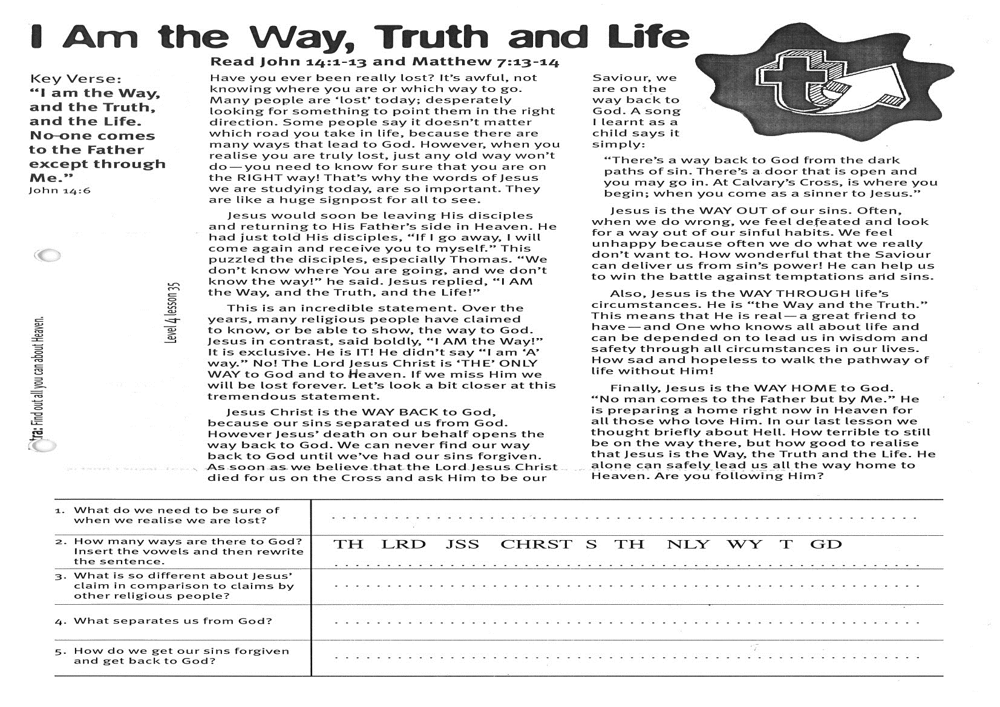 I Am the Way, Truth and Life
Read John 14:1-13 and Matthew 7:13-14
Key Verse:
“I am the Way,
and the Truth,
and the Life.
No-one comes
to the Father
except through
Me.”
John 14:6
Have you ever been really lost? It’s awful, not
knowing where you are or which way to go.
Many people are ‘lost’ today; desperately
looking for something to point them in the right
direction. Some people say it doesn’t matter
which road you take in life, because there are
many ways that lead to God. However, when you
realise you are truly lost, just any old way won’t
do—you need to know for sure that you are on
the RIGHT way! That’s why the words of Jesus
we are studying today, are so important. They
are like a huge signpost for all to see.
Jesus would soon be leaving His disciples
and returning to His Father’s side in Heaven. He
had just told His disciples, “If I go away, I will
come again and receive you to myself.” This
puzzled the disciples, especially Thomas. “We
don’t know where You are going, and we don’t
know the way!” he said. Jesus replied, “I AM
the Way, and the Truth, and the Life!”
This is an incredible statement. Over the
years, many religious people have claimed
to know, or be able to show, the way to God.
Jesus in contrast, said boldly, “I AM the Way!”
It is exclusive. He is IT! He didn’t say “I am ‘A’
way.” No! The Lord Jesus Christ is ‘THE’ ONLY
WAY to God and to Heaven. If we miss Him we
will be lost forever. Let’s look a bit closer at this
tremendous statement.
Jesus Christ is the WAY BACK to God,
because our sins separated us from God.
However Jesus’ death on our behalf opens the
way back to God. We can never find our way
back to God until we’ve had our sins forgiven.
As soon as we believe that the Lord Jesus Christ
died for us on the Cross and ask Him to be our
Saviour, we
are on the
way back to
God. A song
I learnt as a
child says it
simply:
“There’s a way back to God from the dark
paths of sin. There’s a door that is open and
you may go in. At Calvary’s Cross, is where you
begin; when you come as a sinner to Jesus.”
Jesus is the WAY OUT of our sins. Often,
when we do wrong, we feel defeated and look
for a way out of our sinful habits. We feel
unhappy because often we do what we really
don’t want to. How wonderful that the Saviour
can deliver us from sin’s power! He can help us
to win the battle against temptations and sins.
Also, Jesus is the WAY THROUGH life’s
circumstances. He is “the Way and the Truth.”
This means that He is real—a great friend to
have—and One who knows all about life and
can be depended on to lead us in wisdom and
safety through all circumstances in our lives.
How sad and hopeless to walk the pathway of
life without Him!
Finally, Jesus is the WAY HOME to God.
“No man comes to the Father but by Me.” He
is preparing a home right now in Heaven for
all those who love Him. In our last lesson we
thought briefly about Hell. How terrible to still
be on the way there, but how good to realise
that Jesus is the Way, the Truth and the Life. He
alone can safely lead us all the way home to
Heaven. Are you following Him?
Level 4 lesson 35
tra: Find out all you can about Heaven.
1. What do we need to be sure of
when we realise we are lost?
2. How many ways are there to God?
Insert the vowels and then rewrite
the sentence.
TH LRD JSS CHRST S TH NLY WY T GD
3. What is so different about Jesus’
claim in comparison to claims by
other religious people?
4. What separates us from God?
5. How do we get our sins forgiven
and get back to God?